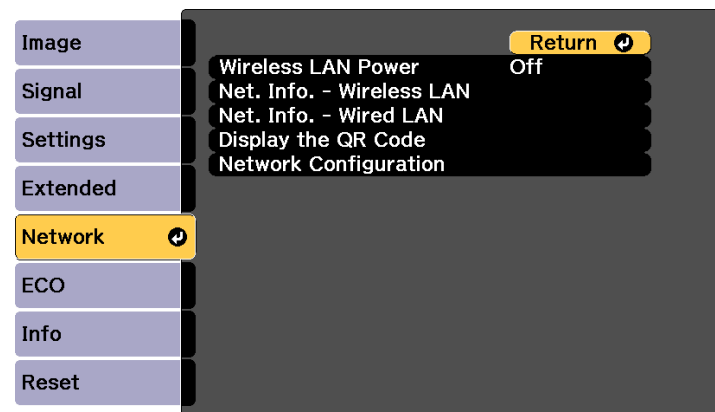 Image
Signal
Settings
Extended
Network
ECO
Info
Reset
Return
Wireless LAN Power Off
Net. Info. - Wireless LAN
Net. Info. - Wired LAN
Display the QR Code
Network Configuration